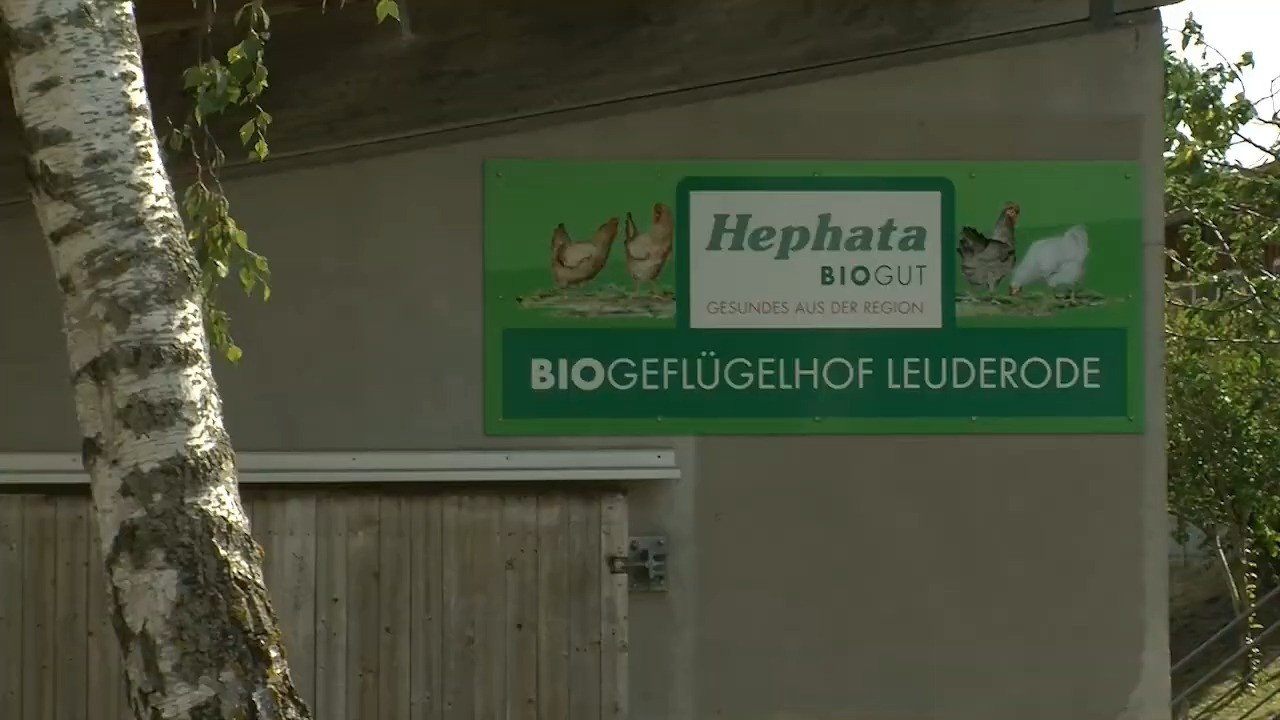 Hephata
BIOGUT
GESUNDES AUS DER REGION
BIOGEFLÜGELHOF LEUDERODE